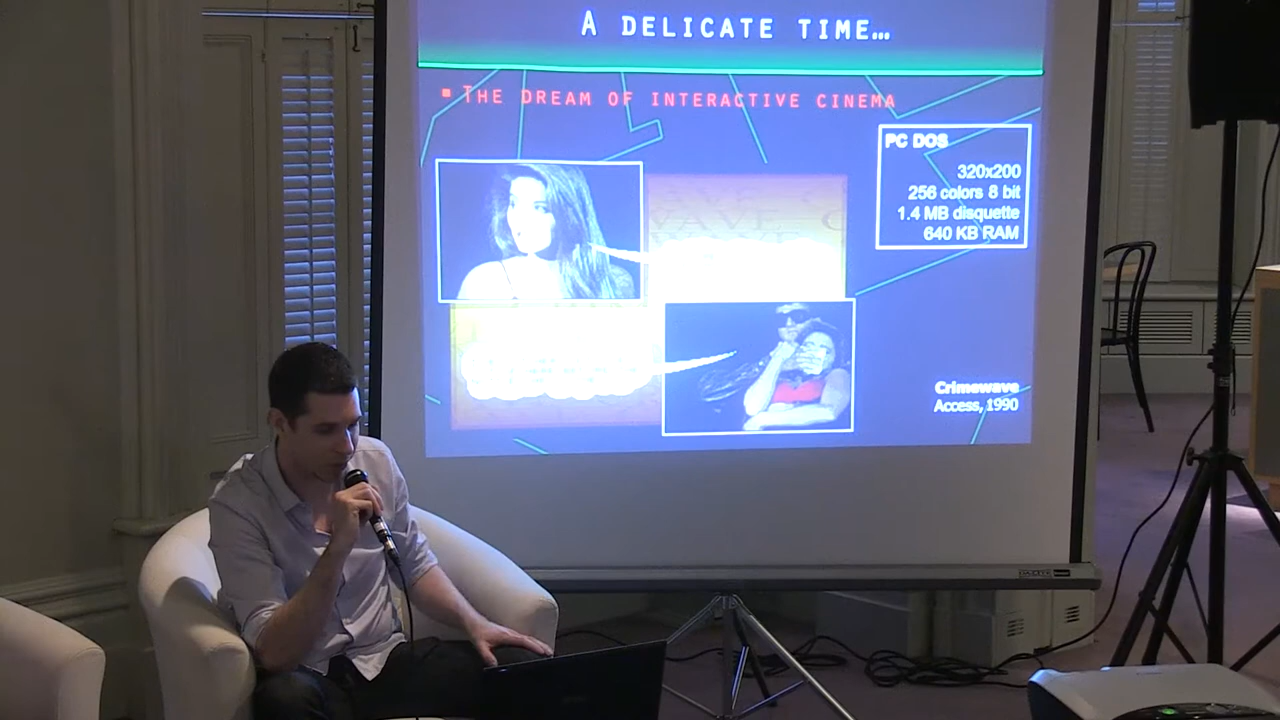 A DELICATE TIME…
▪ THE DREAM OF INTERACTIVE CINEMA
PC DOS
320x200
256 colors 8 bit
1.4 MB disquette
640 KB RAM
WAVE
Crimewave
Access, 1990